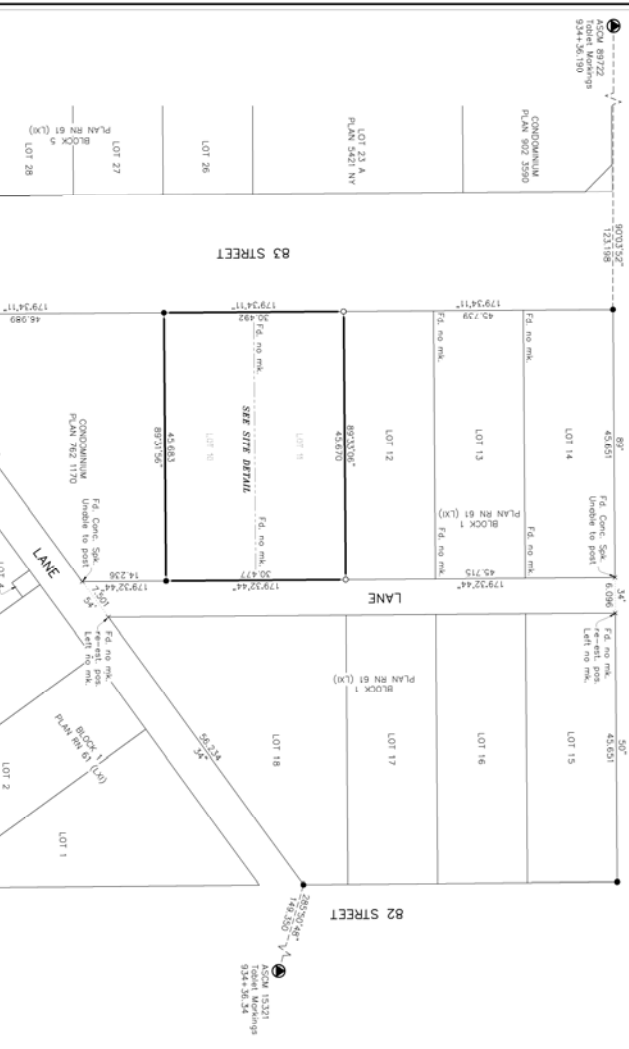 ASCM 89722
Tablet Markings
934+36.190
90°03'52"
123.198
CONDOMINIUM
PLAN 902 3590
LOT 23 A
PLAN 5421 NY
LOT 26
LOT 27
BLOCK 5
PLAN RN 61 (LXI)
LOT 28
83 STREET
179°34'11"
46.989
179°34'11"
30.492
179°34'11"
45.739
Fd. no mk.
Fd. no mk.
Fd. no mk.
89°
45.651
LOT 14
LOT 13
LOT 12
BLOCK 1
PLAN RN 61 (LXI)
89°33'06"
45.670
LOT 11
SEE SITE DETAIL
LOT 10
45.683
89°31'56"
CONDOMINIUM
PLAN 762 1170
Fd. Conc. Spk.
Unable to post
Fd. Conc. Spk.
Unable to post
Fd. no mk.
Fd. no mk.
Fd. no mk.
45.715
179°32'44"
30.477
179°32'44"
14.236
179°32'44"
34"
6.096
LANE
7.501
54"
LANE
Fd. no mk.
re-est. pos.
Left no mk.
Fd. no mk.
re-est. pos.
Left no mk.
50"
45.651
LOT 15
LOT 16
LOT 17
BLOCK 1
PLAN RN 61 (LXI)
LOT 18
56.234
34"
BLOCK 1
PLAN RN 61 (LXI)
LOT 2
LOT 1
82 STREET
285°50'48"
149.350
ASCM 15321
Tablet Markings
934+36.34